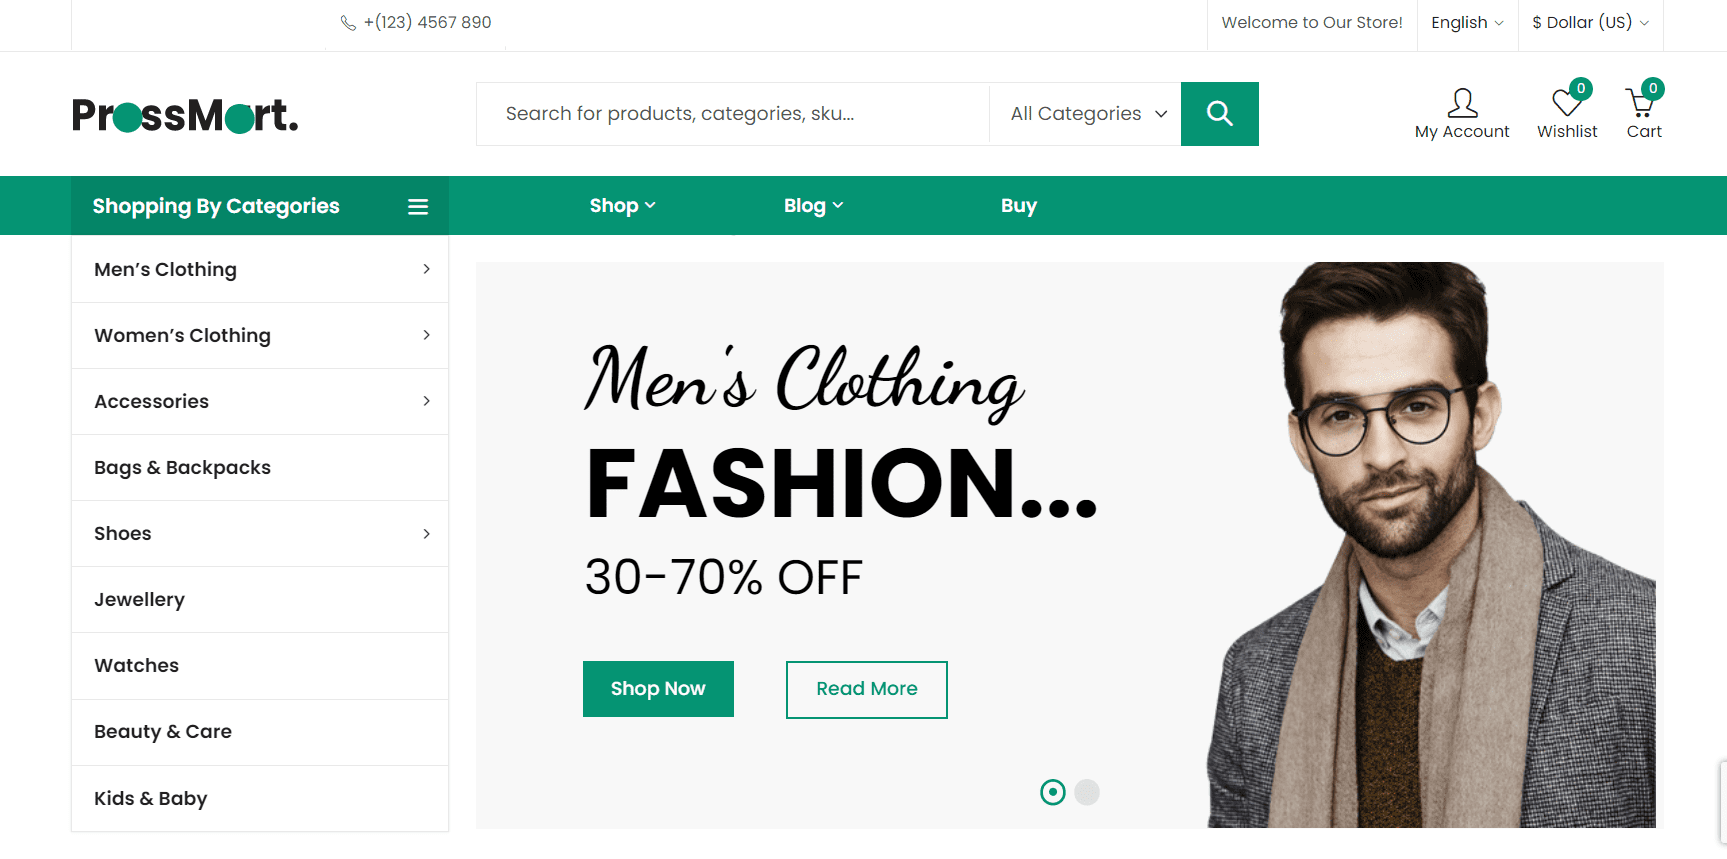 +(123) 4567 890
Welcome to Our Store!
English
$ Dollar (US)
ProssMart.
Search for products, categories, sku...
All Categories
My Account
0
Wishlist
0
Cart
Shopping By Categories
Shop
Blog
Buy
Men’s Clothing
Women’s Clothing
Accessories
Bags & Backpacks
Shoes
Jewellery
Watches
Beauty & Care
Kids & Baby
Men's Clothing
FASHION...
30-70% OFF
Shop Now
Read More